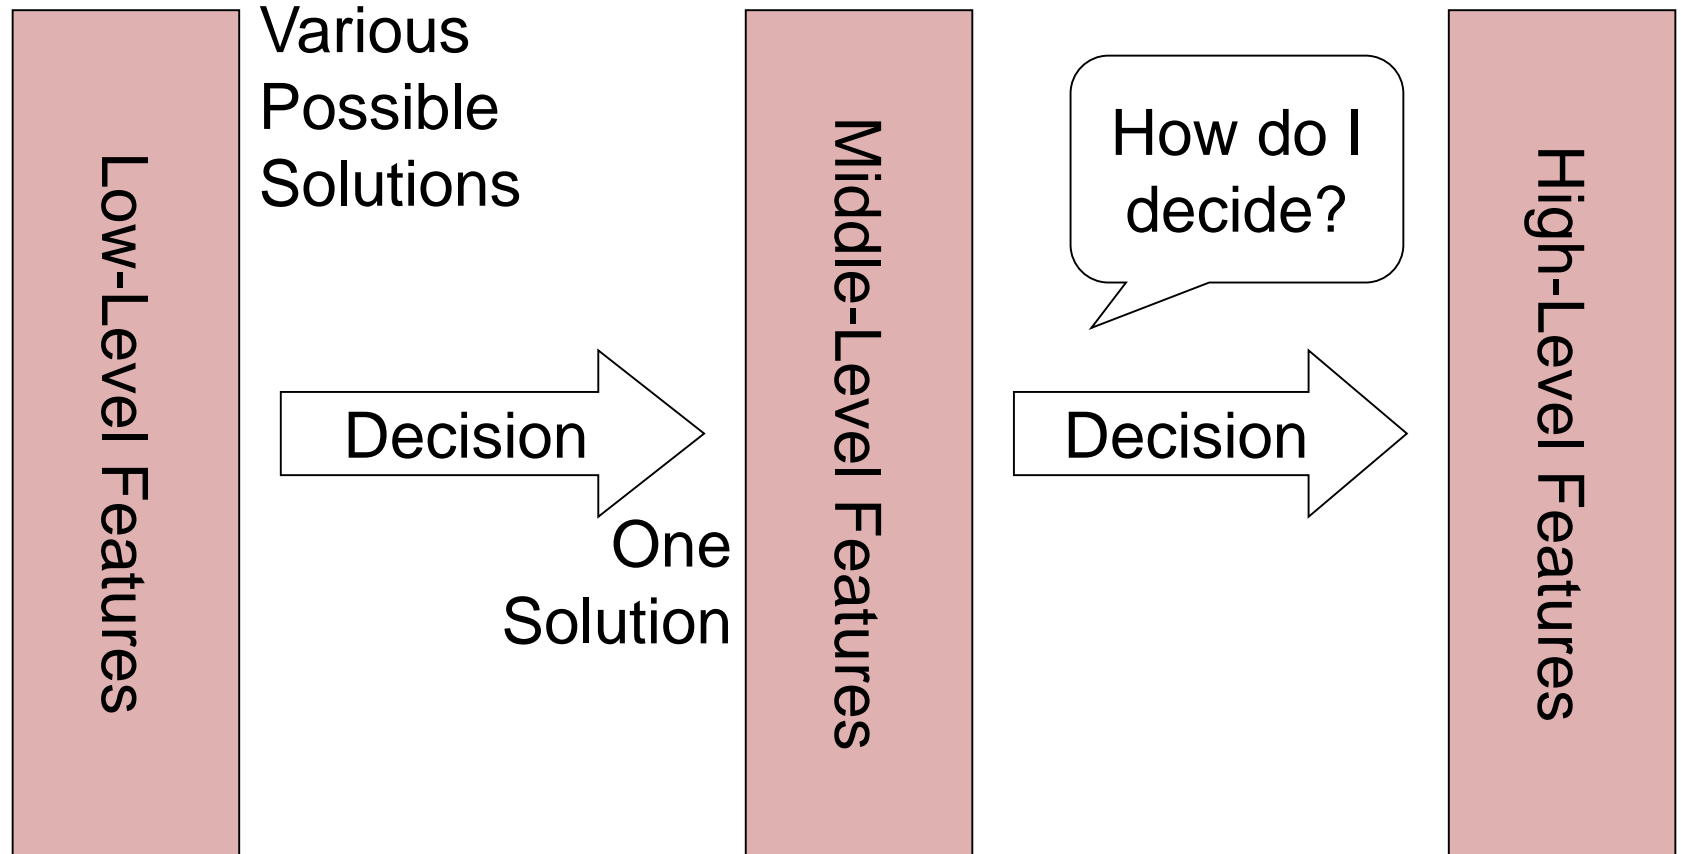 Low-Level Features
Various
Possible
Solutions
Decision
One
Solution
Middle-Level Features
How do I
decide?
Decision
High-Level Features